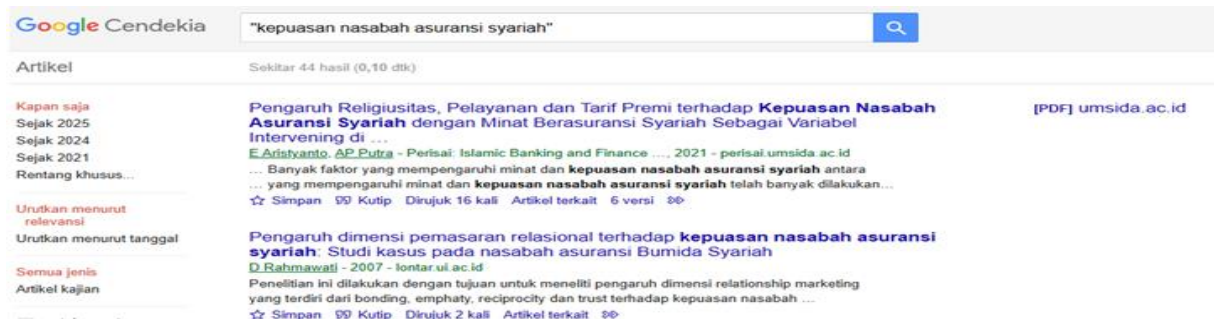 Google Cendekia
"kepuasan nasabah asuransi syariah"
Artikel
Sekitar 44 hasil (0,10 dtk)
Kapan saja
Sejak 2025
Sejak 2024
Sejak 2021
Rentang khusus...
Urutkan menurut
relevansi
Urutkan menurut tanggal
Semua jenis
Artikel kajian
Pengaruh Religiusitas, Pelayanan dan Tarif Premi terhadap Kepuasan Nasabah
Asuransi Syariah dengan Minat Berasuransi Syariah Sebagai Variabel
Intervening di ...
E Aristyanto, AP Putra - Perisai: Islamic Banking and Finance ..., 2021 - perisai.umsida.ac.id
... Banyak faktor yang mempengaruhi minat dan kepuasan nasabah asuransi syariah antara
... yang mempengaruhi minat dan kepuasan nasabah asuransi syariah telah banyak dilakukan...
Simpan Kutip Dirujuk 16 kali Artikel terkait 6 versi
[PDF] umsida.ac.id
Pengaruh dimensi pemasaran relasional terhadap kepuasan nasabah asuransi
syariah: Studi kasus pada nasabah asuransi Bumida Syariah
D Rahmawati - 2007 - lontar.ui.ac.id
Penelitian ini dilakukan dengan tujuan untuk meneliti pengaruh dimensi relationship marketing
yang terdiri dari bonding, emphaty, reciprocity dan trust terhadap kepuasan nasabah ...
Simpan Kutip Dirujuk 2 kali Artikel terkait